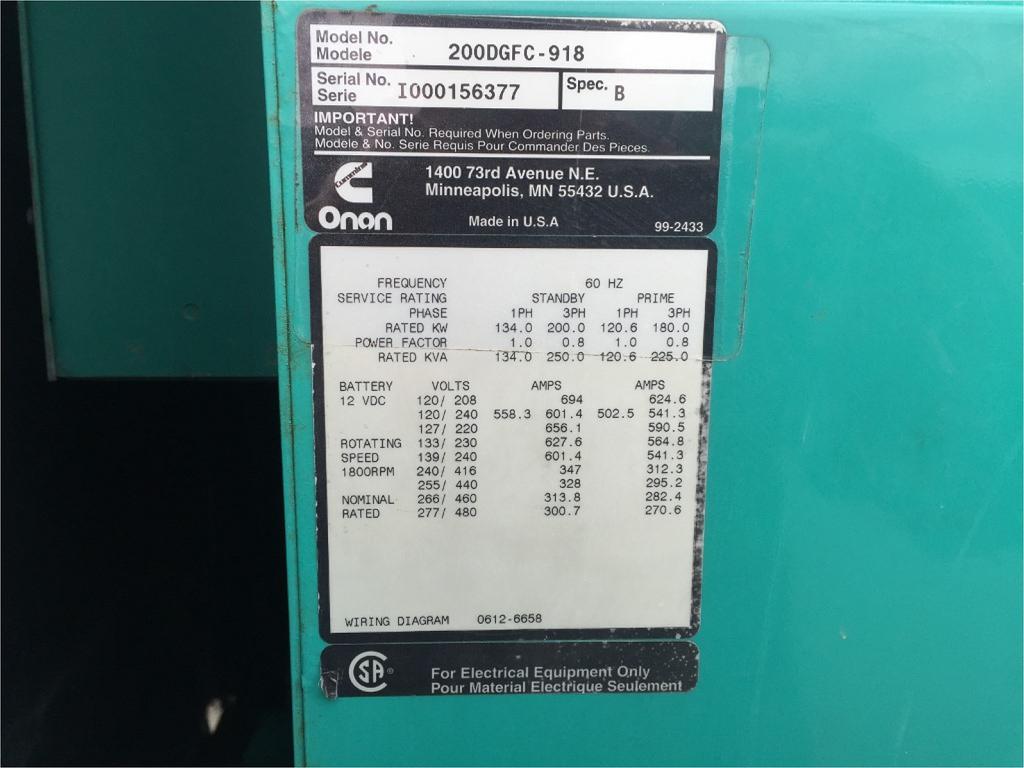 Model No. 200DGFC-918
Modele
Serial No. I000156377 Spec. B
Serie
IMPORTANT!
Model & Serial No. Required When Ordering Parts.
Modele & No. Serie Requis Pour Commander Des Pieces.
Cummins
Onan
1400 73rd Avenue N.E.
Minneapolis, MN 55432 U.S.A.
Made in U.S.A 99-2433
FREQUENCY 60 HZ
SERVICE RATING STANDBY PRIME
PHASE 1PH 3PH 1PH 3PH
RATED KW 134.0 200.0 120.6 180.0
POWER FACTOR 1.0 0.8 1.0 0.8
RATED KVA 134.0 250.0 120.6 225.0
BATTERY VOLTS AMPS AMPS
12 VDC 120/ 208 694 624.6
120/ 240 558.3 601.4 502.5 541.3
127/ 220 656.1 590.5
ROTATING 133/ 230 627.6 564.8
SPEED 139/ 240 601.4 541.3
1800RPM 240/ 416 347 312.3
255/ 440 328 295.2
NOMINAL 266/ 460 313.8 282.4
RATED 277/ 480 300.7 270.6
WIRING DIAGRAM 0612-6658
SA ®
For Electrical Equipment Only
Pour Material Electrique Seulement